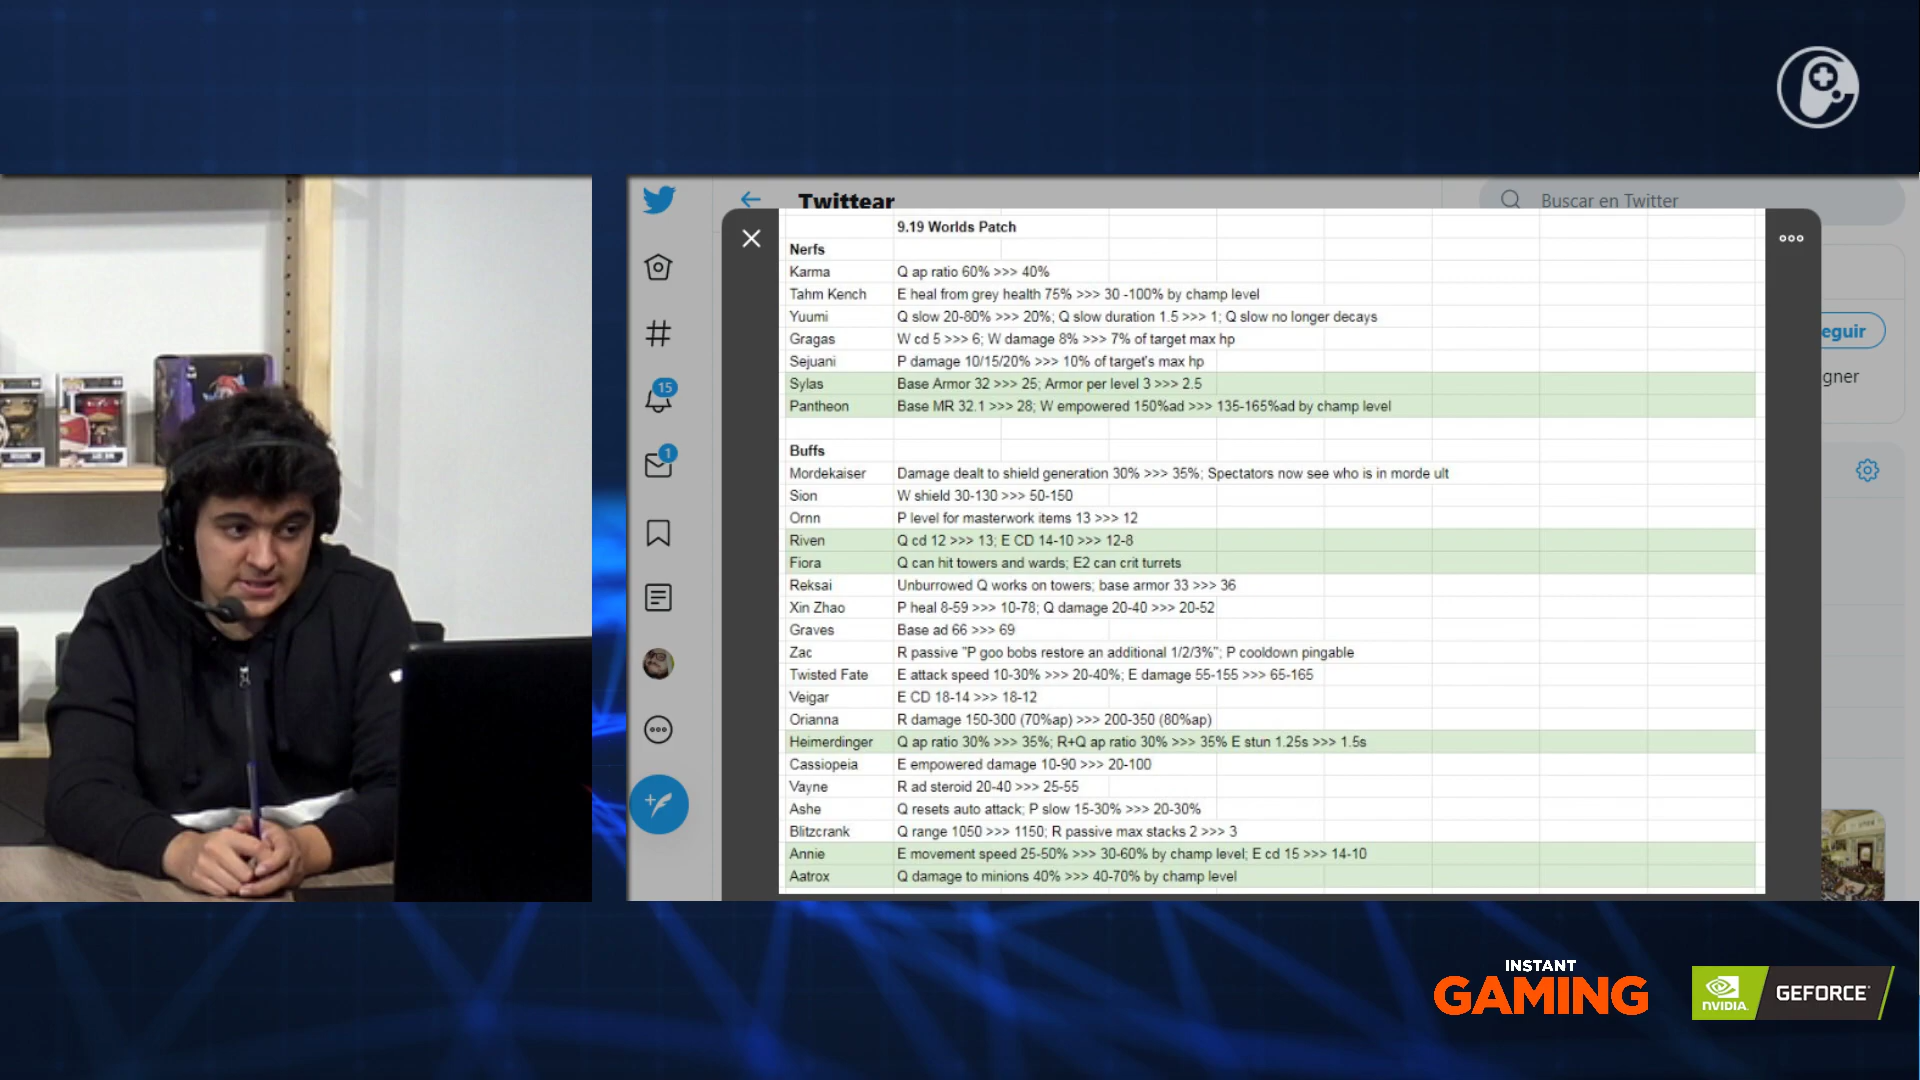 Twittear
Buscar en Twitter
9.19 Worlds Patch
Nerfs
Karma Q ap ratio 60% >>> 40%
Tahm Kench E heal from grey health 75% >>> 30 -100% by champ level
Yuumi Q slow 20-80% >>> 20%; Q slow duration 1.5 >>> 1; Q slow no longer decays
Gragas W cd 5 >>> 6; W damage 8% >>> 7% of target max hp
Sejuani P damage 10/15/20% >>> 10% of target's max hp
Sylas Base Armor 32 >>> 25; Armor per level 3 >>> 2.5
Pantheon Base MR 32.1 >>> 28; W empowered 150%ad >>> 135-165%ad by champ level
Buffs
Mordekaiser Damage dealt to shield generation 30% >>> 35%; Spectators now see who is in morde ult
Sion W shield 30-130 >>> 50-150
Ornn P level for masterwork items 13 >>> 12
Riven Q cd 12 >>> 13; E CD 14-10 >>> 12-8
Fiora Q can hit towers and wards; E2 can crit turrets
Reksai Unburrowed Q works on towers; base armor 33 >>> 36
Xin Zhao P heal 8-59 >>> 10-78; Q damage 20-40 >>> 20-52
Graves Base ad 66 >>> 69
Zac R passive "P goo bobs restore an additional 1/2/3%"; P cooldown pingable
Twisted Fate E attack speed 10-30% >>> 20-40%; E damage 55-155 >>> 65-165
Veigar E CD 18-14 >>> 18-12
Orianna R damage 150-300 (70%ap) >>> 200-350 (80%ap)
Heimerdinger Q ap ratio 30% >>> 35%; R+Q ap ratio 30% >>> 35% E stun 1.25s >>> 1.5s
Cassiopeia E empowered damage 10-90 >>> 20-100
Vayne R ad steroid 20-40 >>> 25-55
Ashe Q resets auto attack; P slow 15-30% >>> 20-30%
Blitzcrank Q range 1050 >>> 1150; R passive max stacks 2 >>> 3
Annie E movement speed 25-50% >>> 30-60% by champ level; E cd 15 >>> 14-10
Aatrox Q damage to minions 40% >>> 40-70% by champ level
15
1
eguir
gner
INSTANT
GAMING
NVIDIA
GEFORCE